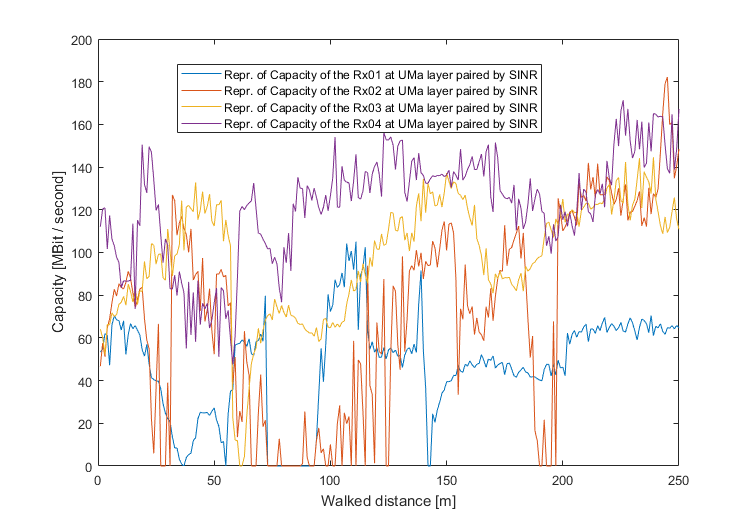 200
180
160
140
120
100
80
60
40
20
0
Capacity [MBit / second]
Repr. of Capacity of the Rx01 at UMa layer paired by SINR
Repr. of Capacity of the Rx02 at UMa layer paired by SINR
Repr. of Capacity of the Rx03 at UMa layer paired by SINR
Repr. of Capacity of the Rx04 at UMa layer paired by SINR
0 50 100 150 200 250
Walked distance [m]